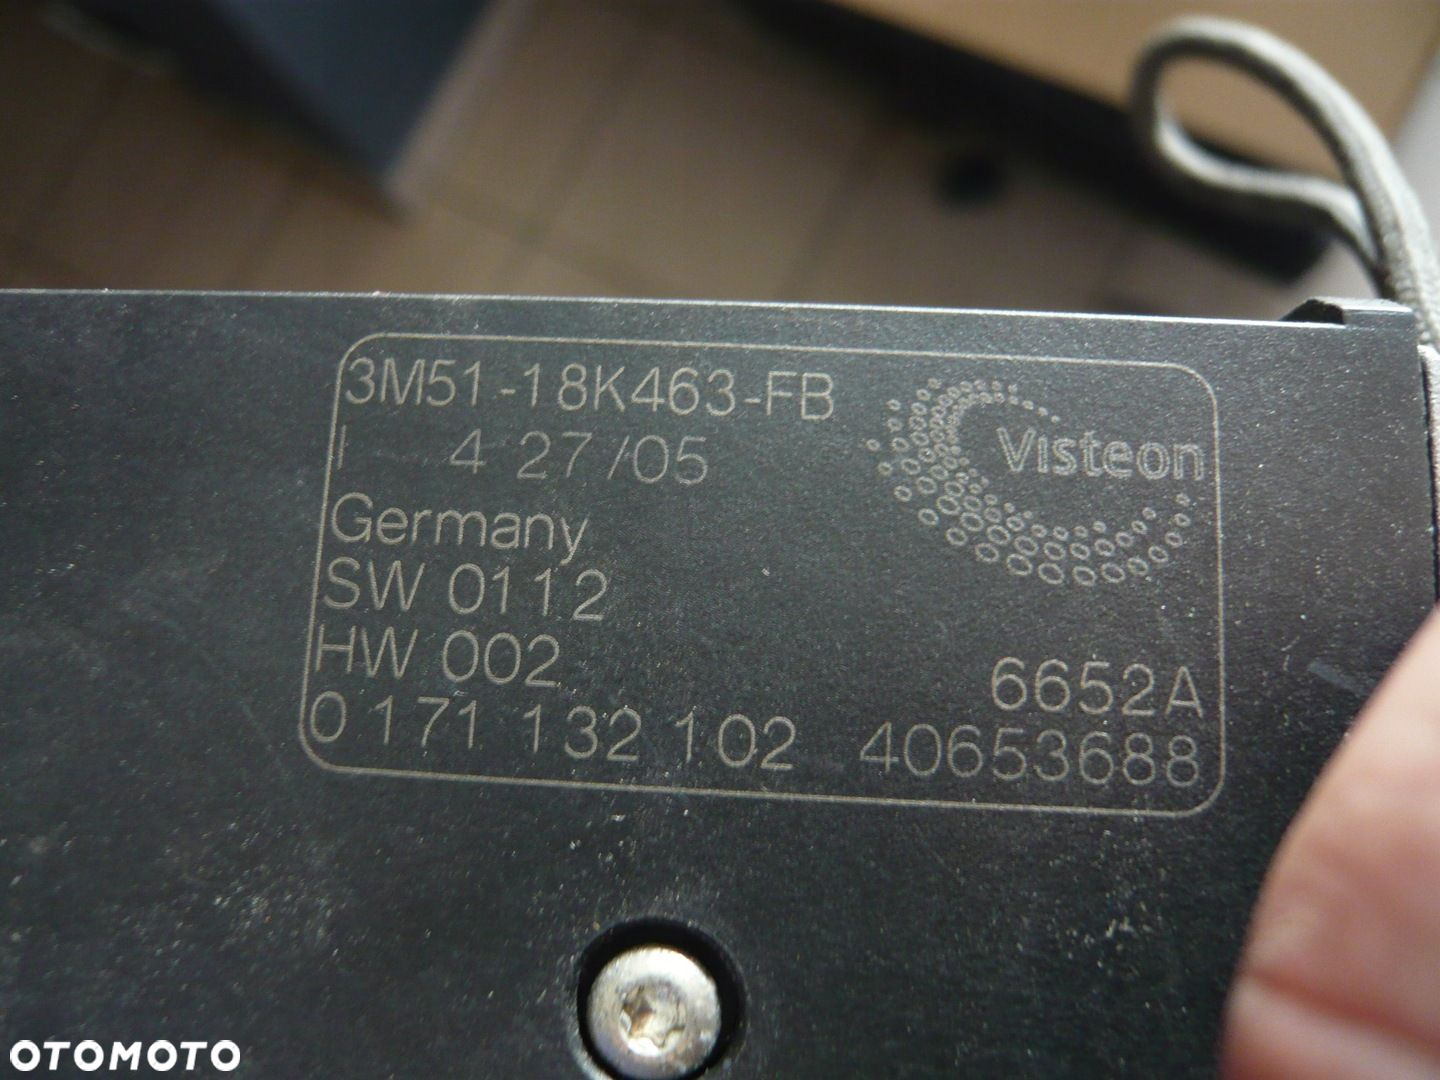 3M51-18K463-FB
Visteon
I 4 27 /05
Germany
SW 0112
HW 002
6652A
0 171 132 102 40653688
OTOMOTO